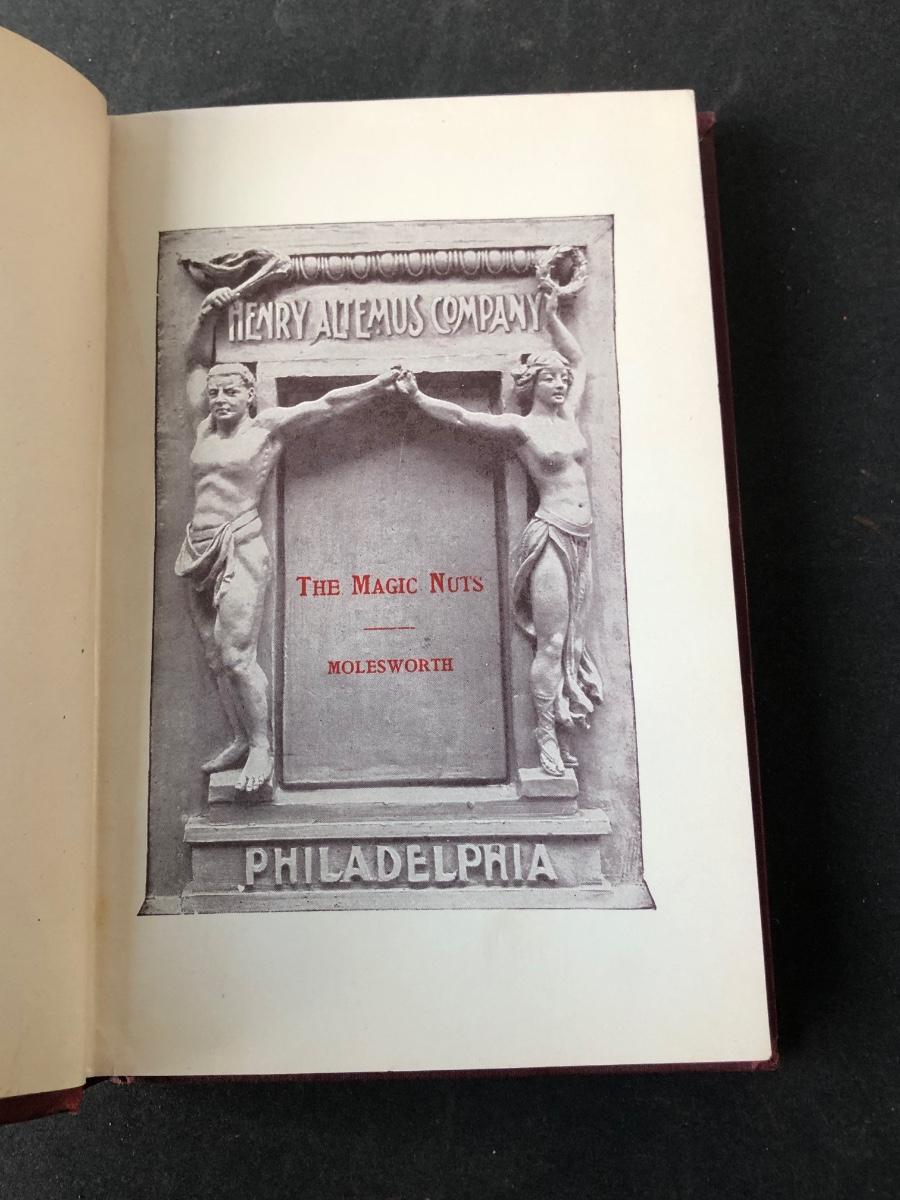 HENRY ALTEMUS COMPANY
THE MAGIC NUTS
MOLESWORTH
PHILADELPHIA